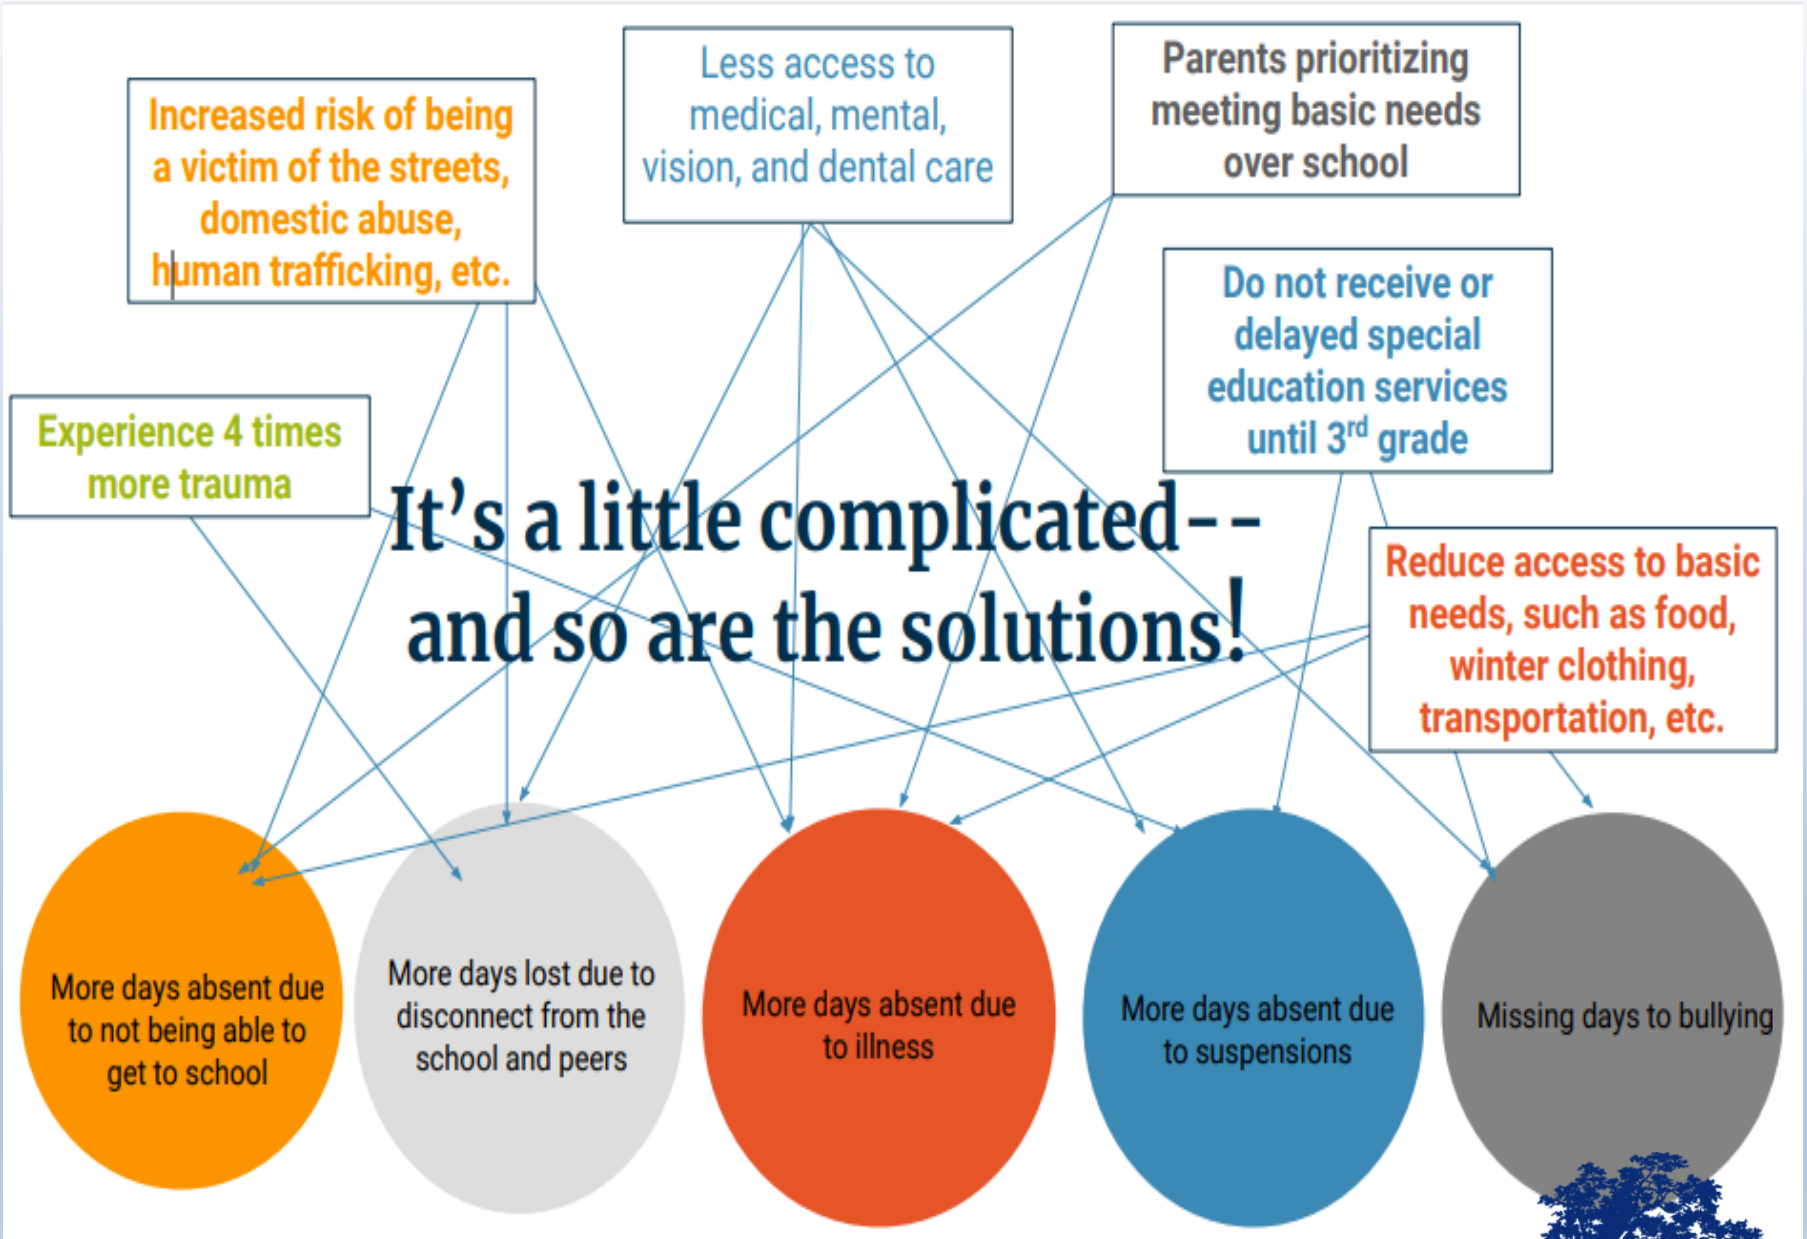 Less access to
medical, mental,
vision, and dental care
Parents prioritizing
meeting basic needs
over school
Increased risk of being
a victim of the streets,
domestic abuse,
human trafficking, etc.
Do not receive or
delayed special
education services
until 3rd grade
Experience 4 times
more trauma
It's a little complicated--
and so are the solutions!
Reduce access to basic
needs, such as food,
winter clothing,
transportation, etc.
More days absent due
to not being able to
get to school
More days lost due to
disconnect from the
school and peers
More days absent due
to illness
More days absent due
to suspensions
Missing days to bullying